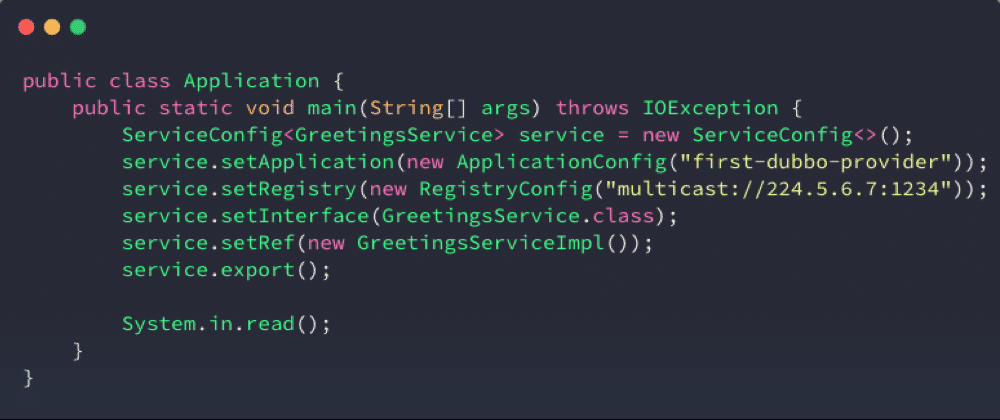 public class Application {
    public static void main(String[] args) throws IOException {
        ServiceConfig<GreetingsService> service = new ServiceConfig<>();
        service.setApplication(new ApplicationConfig("first-dubbo-provider"));
        service.setRegistry(new RegistryConfig("multicast://224.5.6.7:1234"));
        service.setInterface(GreetingsService.class);
        service.setRef(new GreetingsServiceImpl());
        service.export();

        System.in.read();
    }
}